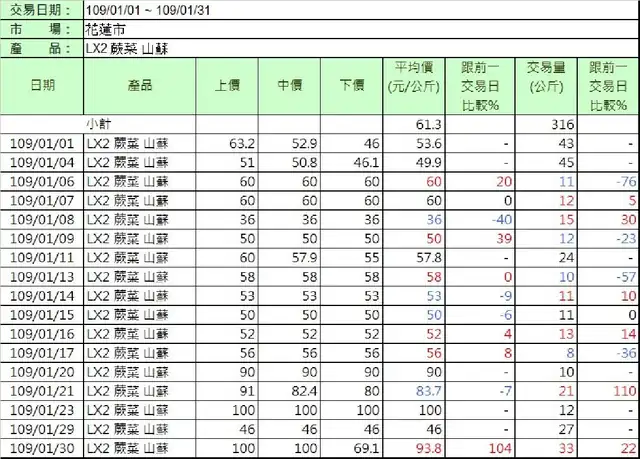 交易日期： 109/01/01 ~ 109/01/31
市　　場： 花蓮市
產　　品： LX2 蕨菜 山蘇
日期 產品 上價 中價 下價 平均價(元/公斤) 跟前一交易日比較% 交易量(公斤) 跟前一交易日比較%
小計 61.3 316
109/01/01 LX2 蕨菜 山蘇 63.2 52.9 46 53.6 - 43 -
109/01/04 LX2 蕨菜 山蘇 51 50.8 46.1 49.9 - 45 -
109/01/06 LX2 蕨菜 山蘇 60 60 60 60 20 11 -76
109/01/07 LX2 蕨菜 山蘇 60 60 60 60 0 12 5
109/01/08 LX2 蕨菜 山蘇 36 36 36 36 -40 15 30
109/01/09 LX2 蕨菜 山蘇 50 50 50 50 39 12 -23
109/01/11 LX2 蕨菜 山蘇 60 57.9 55 57.8 - 24 -
109/01/13 LX2 蕨菜 山蘇 58 58 58 58 0 10 -57
109/01/14 LX2 蕨菜 山蘇 53 53 53 53 -9 11 10
109/01/15 LX2 蕨菜 山蘇 50 50 50 50 -6 11 0
109/01/16 LX2 蕨菜 山蘇 52 52 52 52 4 13 14
109/01/17 LX2 蕨菜 山蘇 56 56 56 56 8 8 -36
109/01/20 LX2 蕨菜 山蘇 90 90 90 90 - 10 -
109/01/21 LX2 蕨菜 山蘇 91 82.4 80 83.7 -7 21 110
109/01/23 LX2 蕨菜 山蘇 100 100 100 100 - 12 -
109/01/29 LX2 蕨菜 山蘇 46 46 46 46 - 27 -
109/01/30 LX2 蕨菜 山蘇 100 100 69.1 93.8 104 33 22